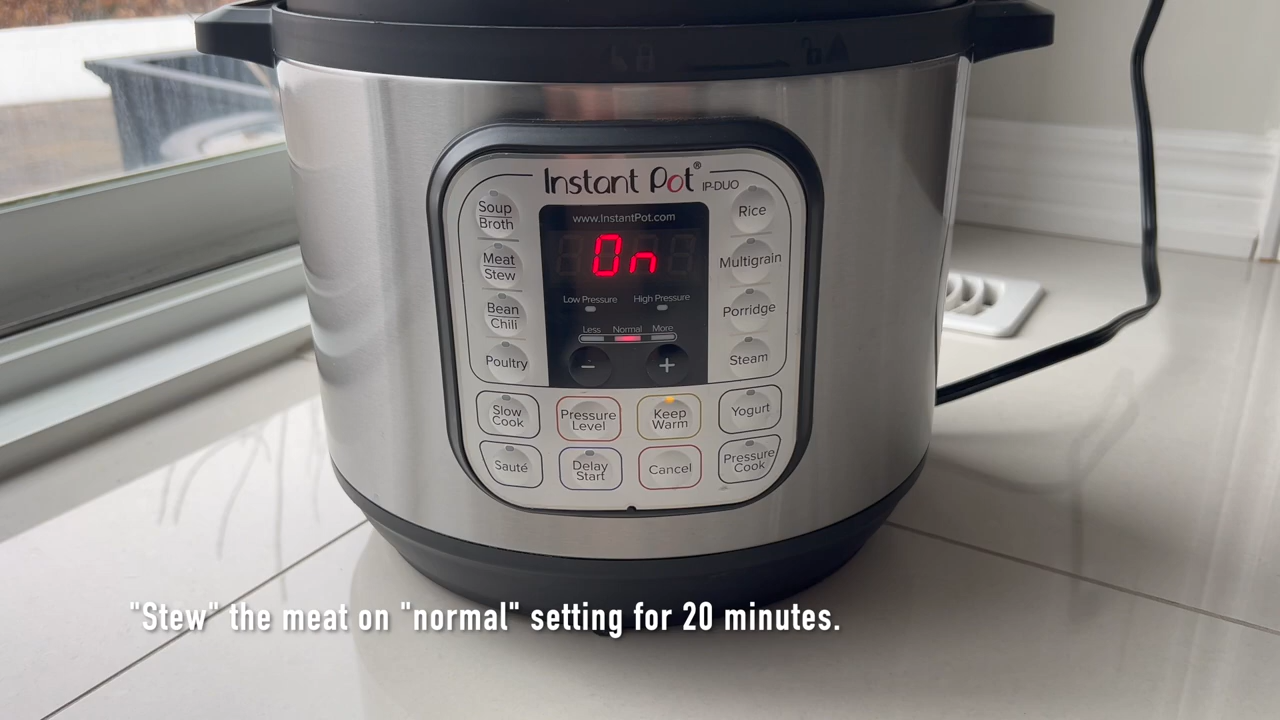 Instant Pot® IP-DUO
www.InstantPot.com
On
Low Pressure High Pressure
Less Normal More
− +
Soup
Broth
Meat
Stew
Bean
Chili
Poultry
Rice
Multigrain
Porridge
Steam
Slow
Cook
Pressure
Level
Keep
Warm
Yogurt
Sauté
Delay
Start
Cancel
Pressure
Cook
"Stew" the meat on "normal" setting for 20 minutes.